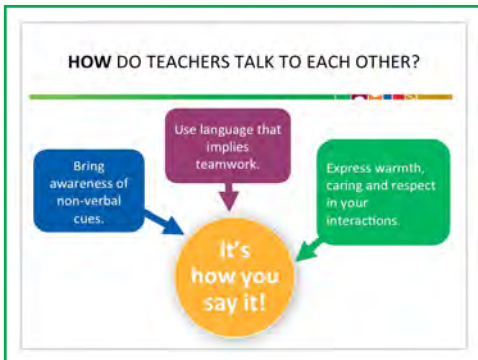 HOW DO TEACHERS TALK TO EACH OTHER?
Use language that
implies
teamwork.
Bring
awareness of
non-verbal
cues.
Express warmth,
caring and respect
in your
interactions.
It's
how you
say it!